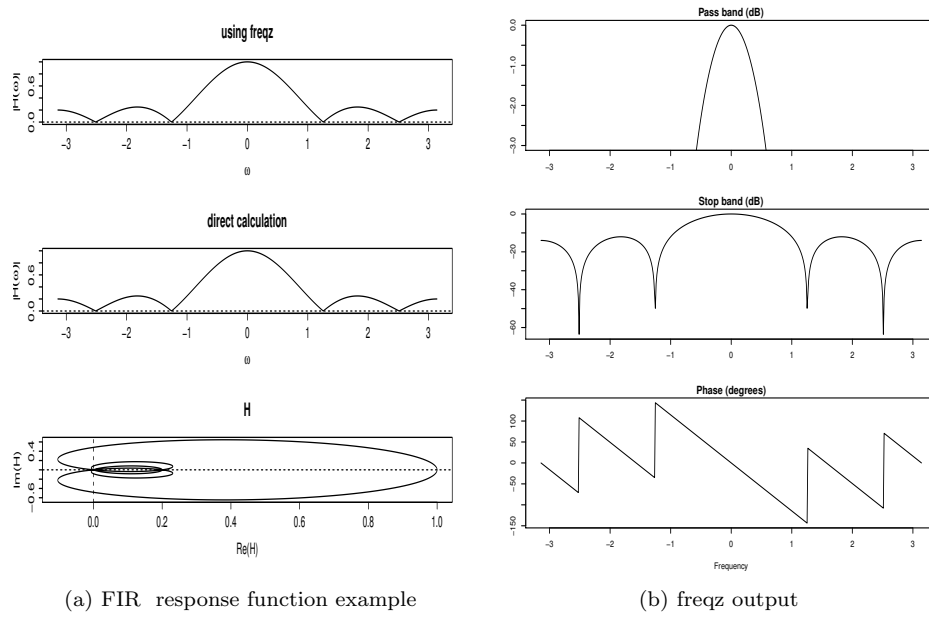 using freqz
|H(ω)|
0.0 0.6
−3 −2 −1 0 1 2 3
ω
direct calculation
|H(ω)|
0.0 0.6
−3 −2 −1 0 1 2 3
ω
H
Im(H)
−0.6 0.4
0.0 0.2 0.4 0.6 0.8 1.0
Re(H)
(a) FIR response function example
Pass band (dB)
0.0
−1.0
−2.0
−3.0
−3 −2 −1 0 1 2 3
Stop band (dB)
0
−20
−40
−60
−3 −2 −1 0 1 2 3
Phase (degrees)
100
50
0
−50
−150
−3 −2 −1 0 1 2 3
Frequency
(b) freqz output